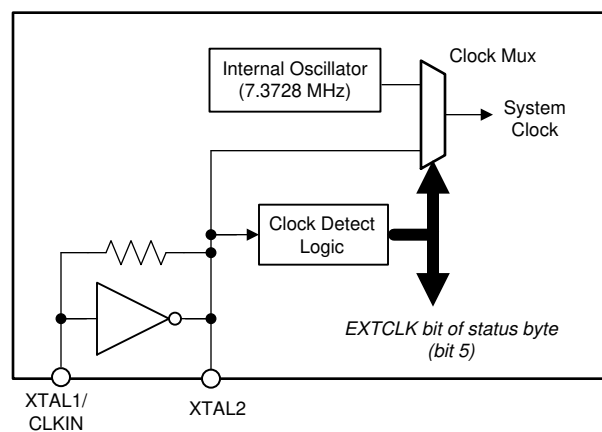 Internal Oscillator
(7.3728 MHz)
Clock Mux
System
Clock
Clock Detect
Logic
EXTCLK bit of status byte
(bit 5)
XTAL1/
CLKIN
XTAL2